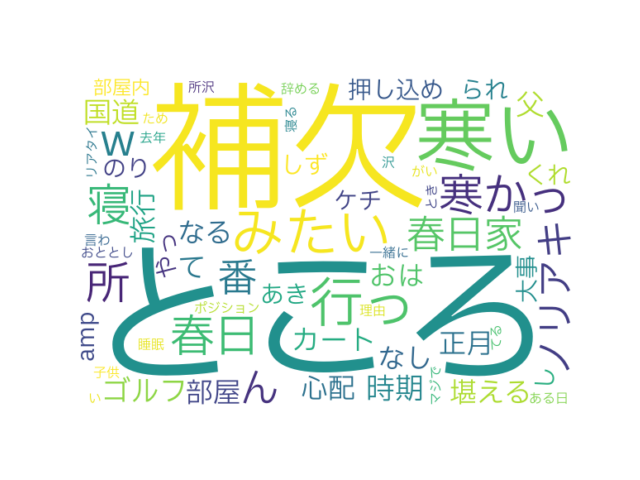 部屋内
所沢
辞める
押し込め
られ
父
国道
ため
w
去年
リアタイ
のり
補欠
寒い
しず
寝る
沢
がい
くれ
寝
旅行
やっ
なる
みたい
ケチ
とき
寒かっ
聞い
春日家
ノリアキ
言わ
おととし
所
て
番
あき
おは
一緒に
大事
ところ
行っ
amp
春日
ポジション
カート
理由
なし
正月
てる
睡眠
マジで
し
子供
い
ゴルフ
部屋
ん
心配
時期
堪える
ある日